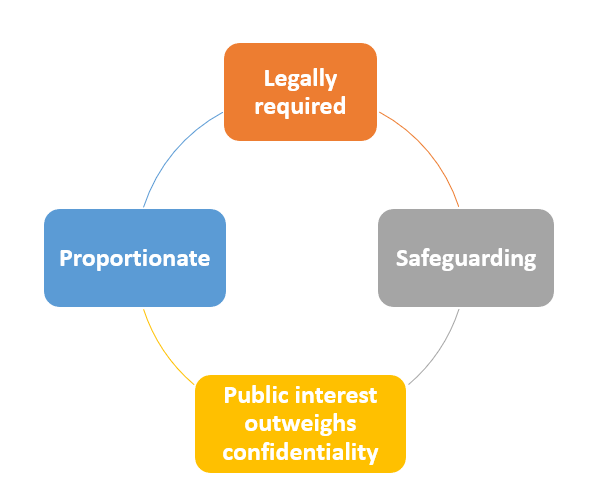 Legally
required
Proportionate
Safeguarding
Public interest
outweighs
confidentiality